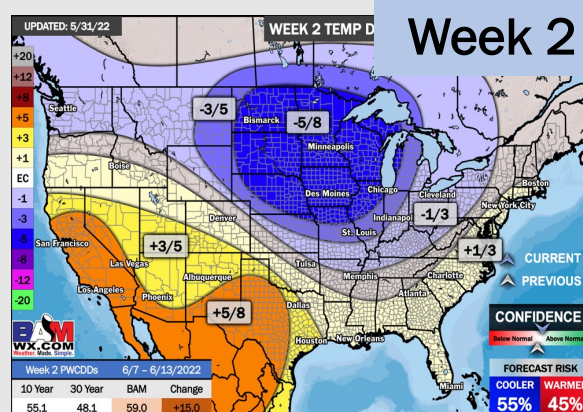 UPDATED: 5/31/22
WEEK 2 TEMP D
Week 2
+20
+12
+8
+5
+3
+1
EC
-1
-3
-5
-8
-12
-20
Seattle
-3/5
Bismarck
-5/8
Minneapolis
Boise
Des Moines
Chicago
Cleveland
Boston
New York City
Indianapol
-1/3
Denver
St. Louis
San Francisco
+3/5
+1/3
Las Vegas
Tulsa
Charlotte
Albuquerque
Memphis
Los Angeles
Phoenix
Atlanta
+5/8
Dallas
Houston
New Orleans
Miami
CURRENT
PREVIOUS
CONFIDENCE
Below Normal
Above Norma
FORECAST RISK
COOLER
WARME
55%
45%
BAM
WX.COM
Weather. Made. Simple.
Week 2 PWCDDs
6/7 - 6/13/2022
10 Year
30 Year
BAM
Change
55.1
48.1
59.0
+15.0